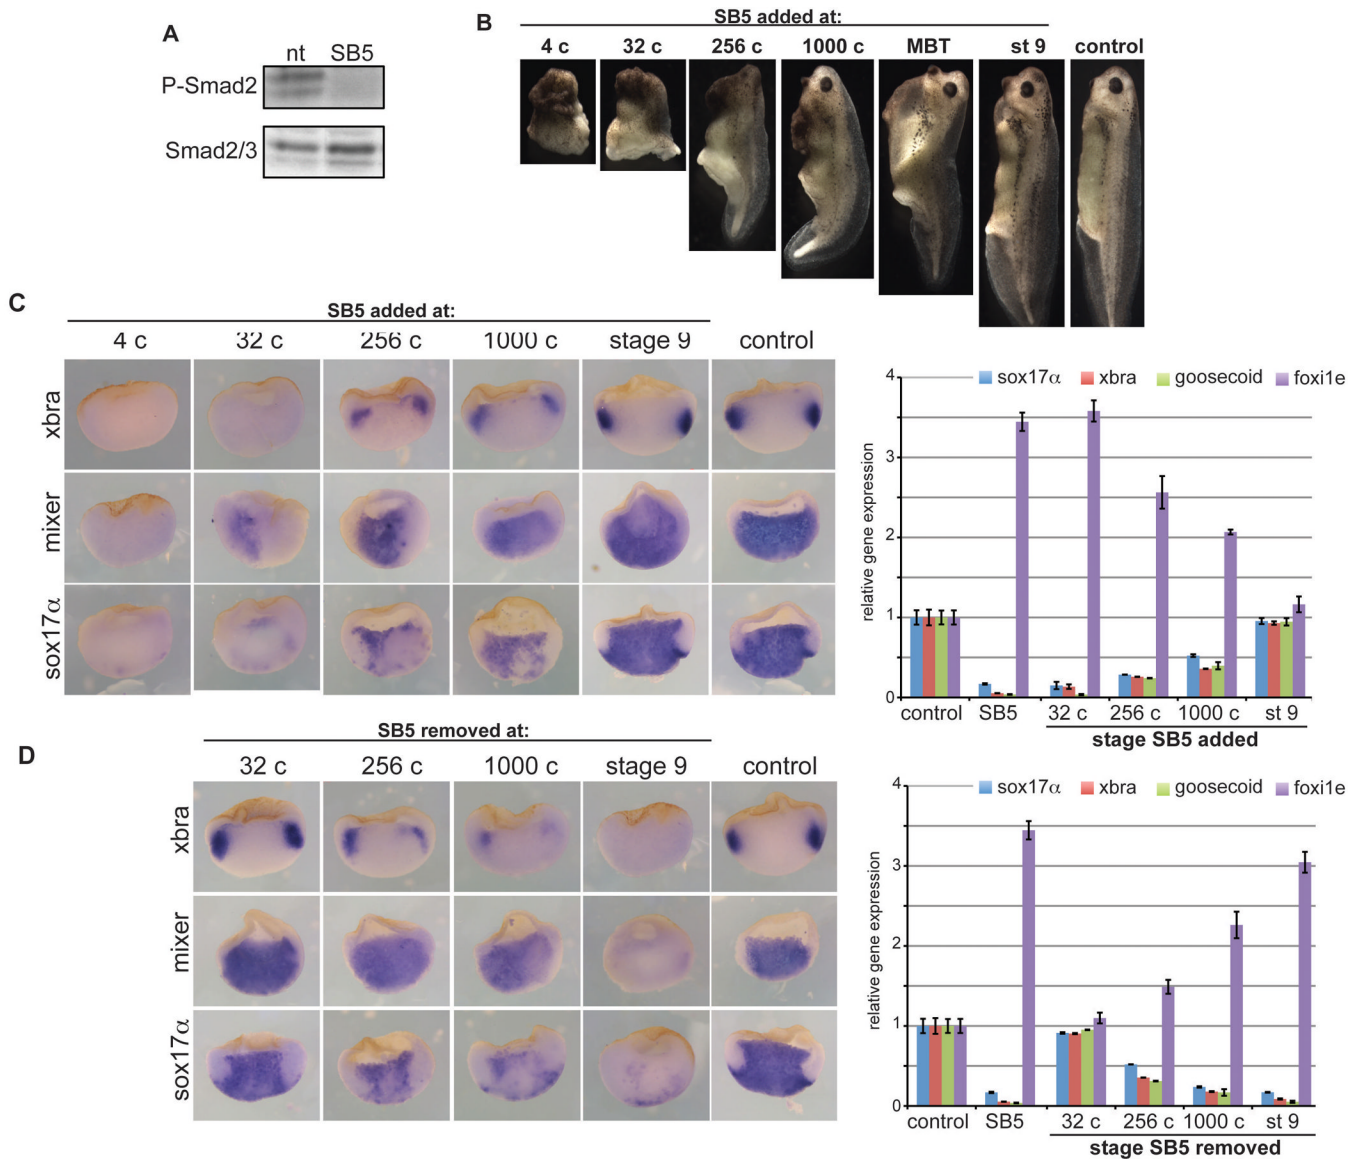 A
nt SB5
P-Smad2
Smad2/3
B
SB5 added at:
4 c 32 c 256 c 1000 c MBT st 9 control
C
SB5 added at:
4 c 32 c 256 c 1000 c stage 9 control
xbra
mixer
sox17α
sox17α xbra goosecoid foxi1e
relative gene expression
4
3
2
1
0
control SB5 32 c 256 c 1000 c st 9
stage SB5 added
D
SB5 removed at:
32 c 256 c 1000 c stage 9 control
xbra
mixer
sox17α
sox17α xbra goosecoid foxi1e
relative gene expression
4
3
2
1
0
control SB5 32 c 256 c 1000 c st 9
stage SB5 removed